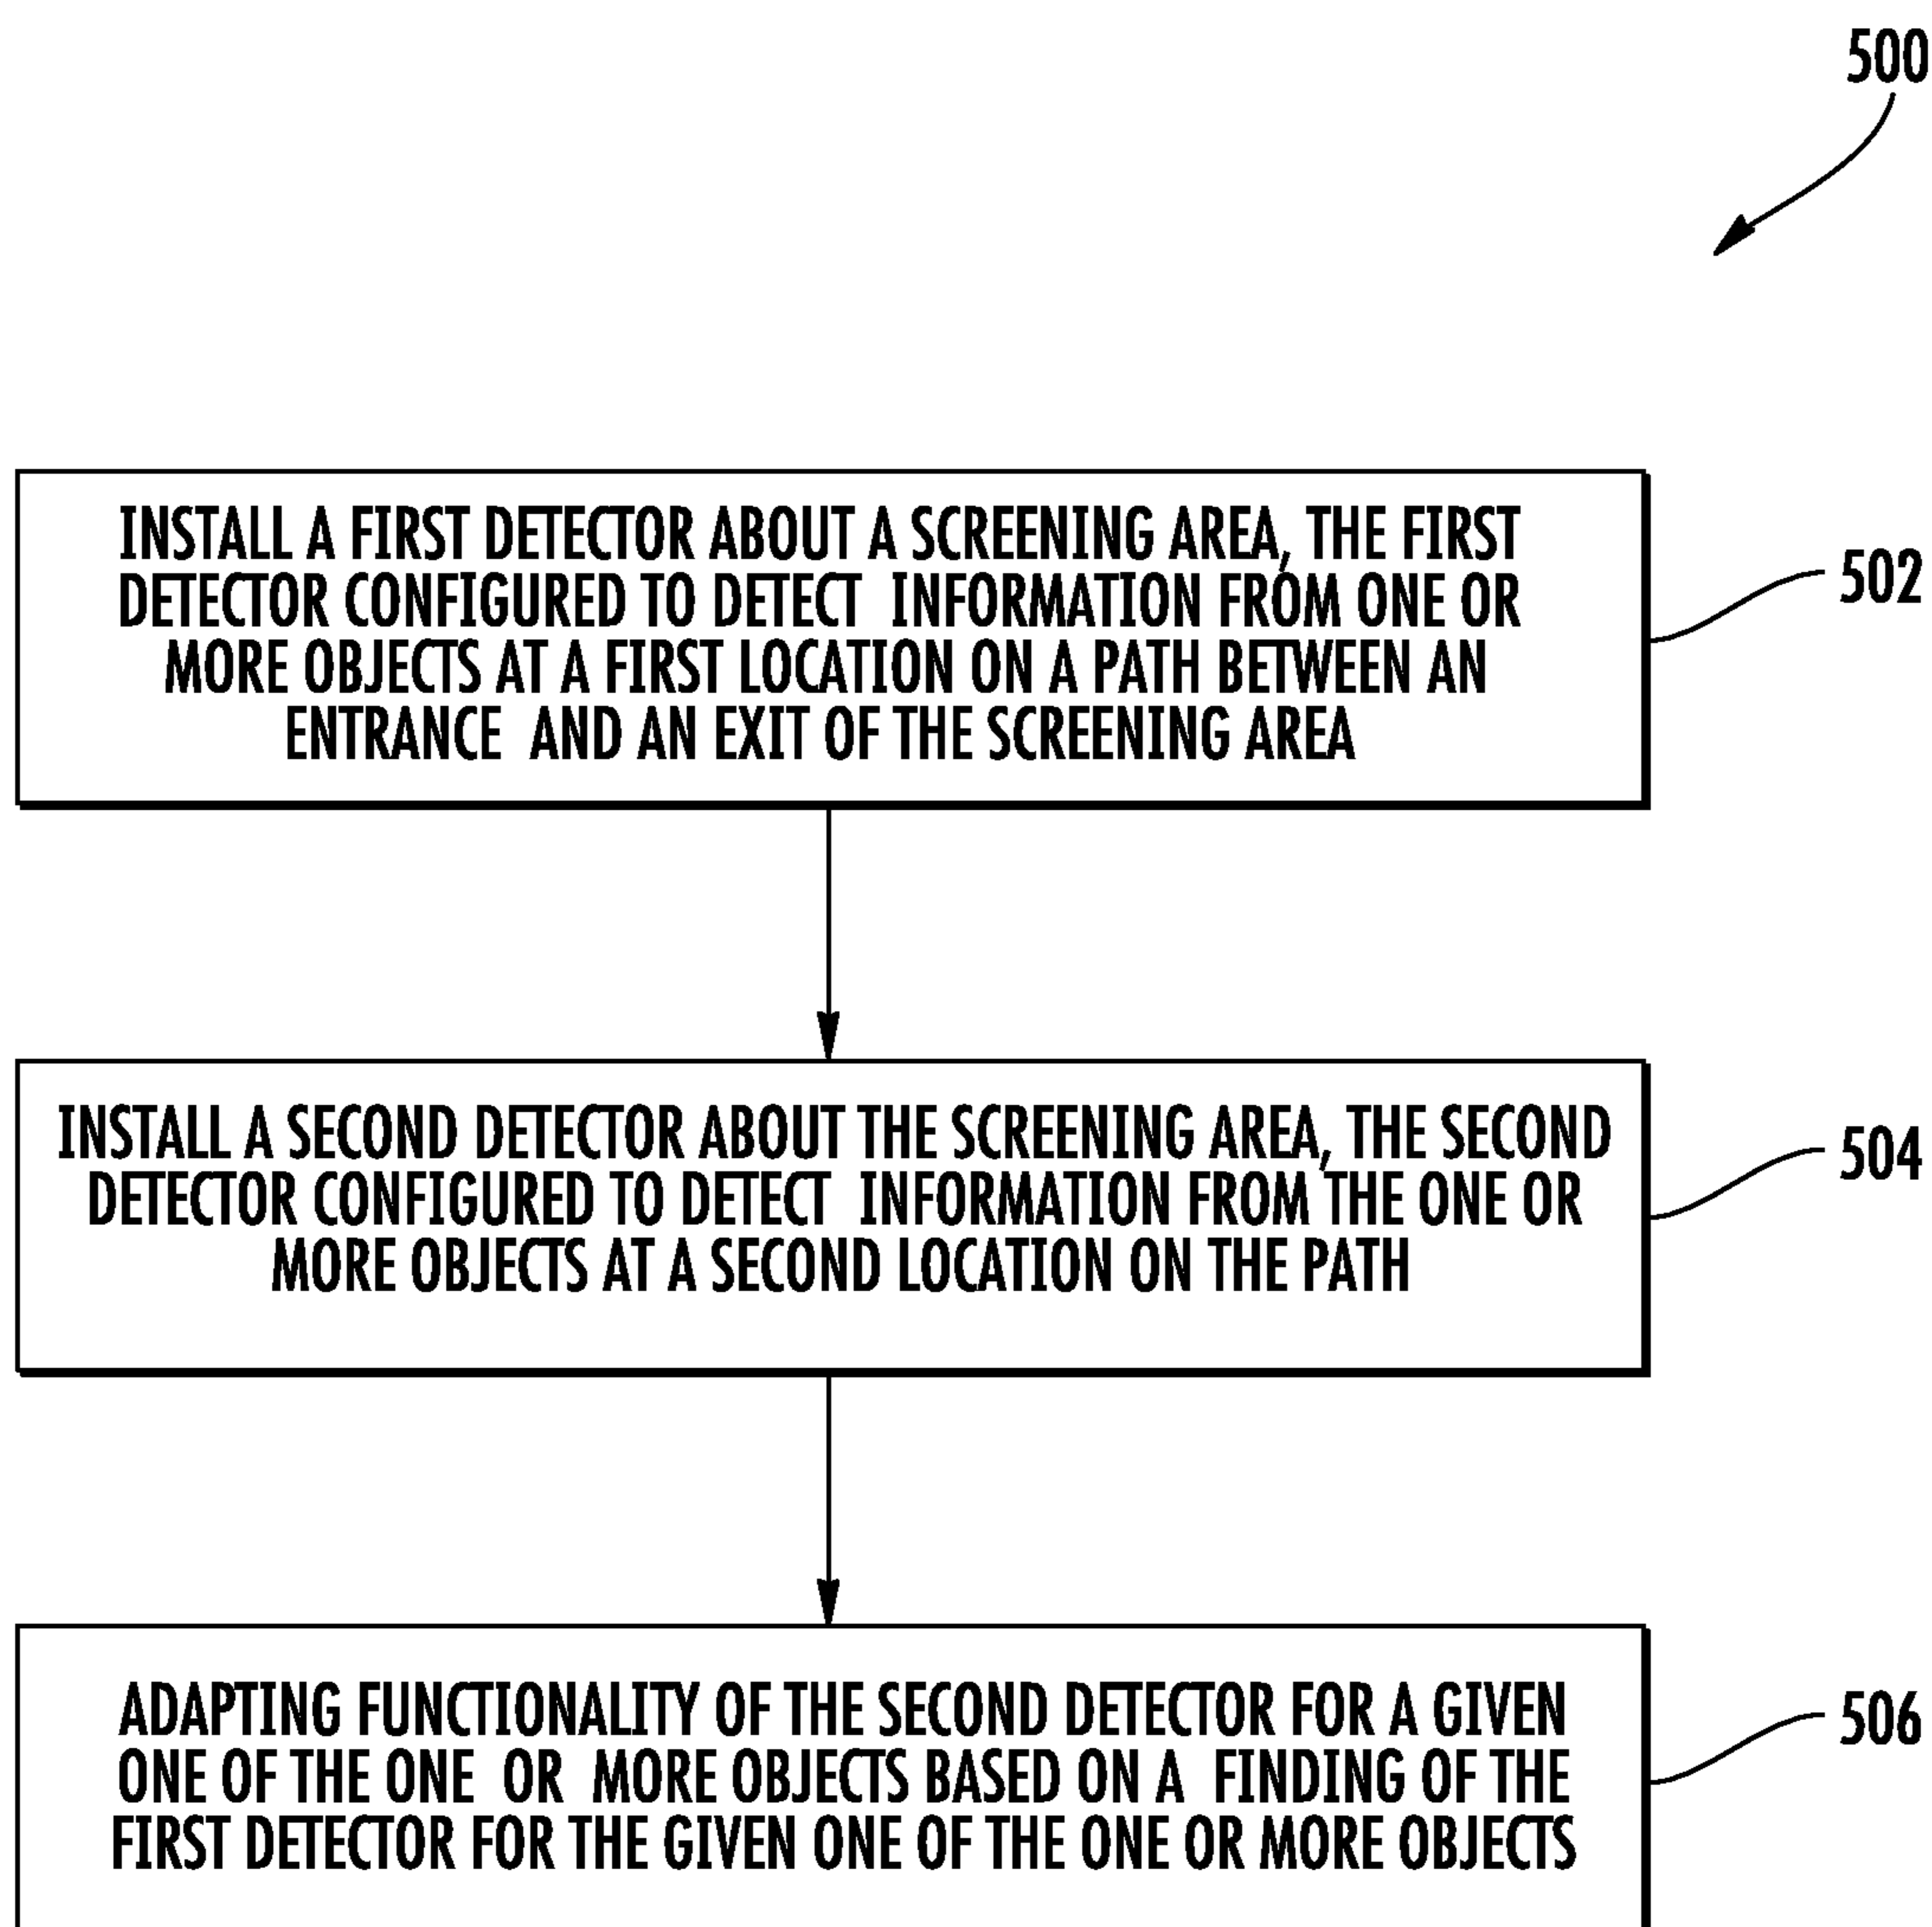 500
INSTALL A FIRST DETECTOR ABOUT A SCREENING AREA, THE FIRST
DETECTOR CONFIGURED TO DETECT INFORMATION FROM ONE OR
MORE OBJECTS AT A FIRST LOCATION ON A PATH BETWEEN AN
ENTRANCE AND AN EXIT OF THE SCREENING AREA
502
INSTALL A SECOND DETECTOR ABOUT THE SCREENING AREA, THE SECOND
DETECTOR CONFIGURED TO DETECT INFORMATION FROM THE ONE OR
MORE OBJECTS AT A SECOND LOCATION ON THE PATH
504
ADAPTING FUNCTIONALITY OF THE SECOND DETECTOR FOR A GIVEN
ONE OF THE ONE OR MORE OBJECTS BASED ON A FINDING OF THE
FIRST DETECTOR FOR THE GIVEN ONE OF THE ONE OR MORE OBJECTS
506